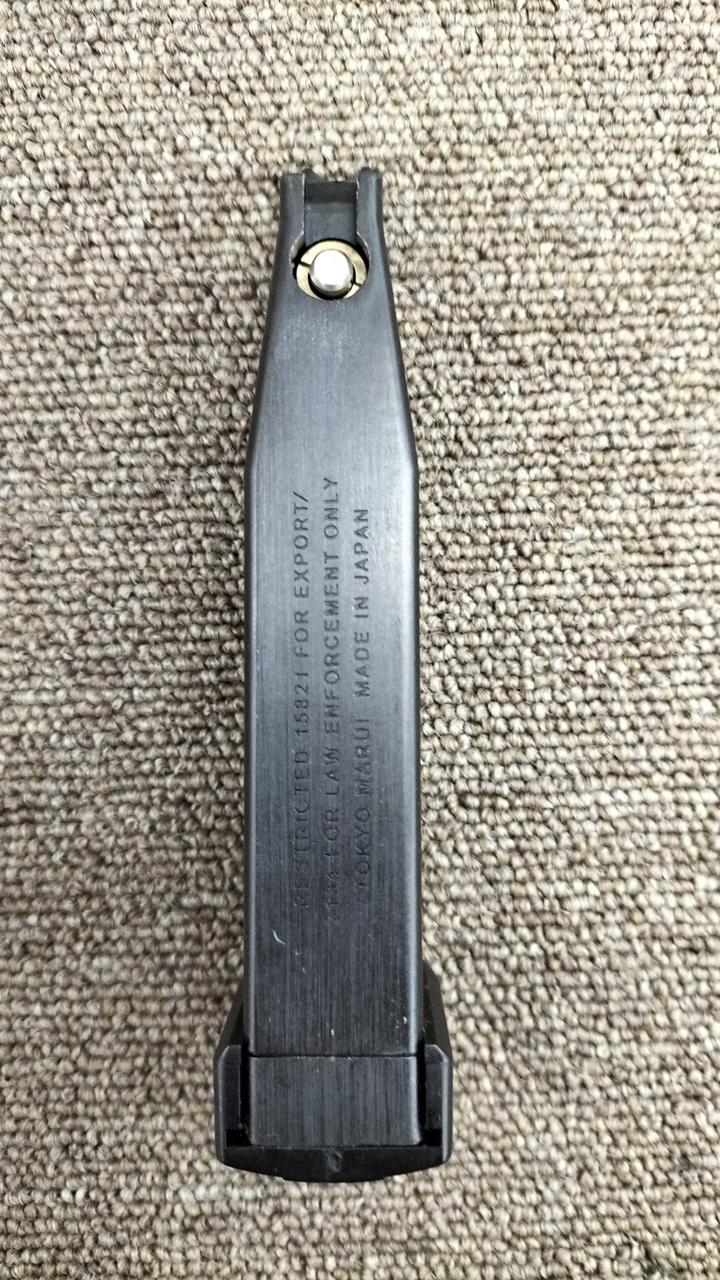 RESTRICTED 15821 FOR EXPORT/
FOR LAW ENFORCEMENT ONLY
TOKYO MARUI MADE IN JAPAN